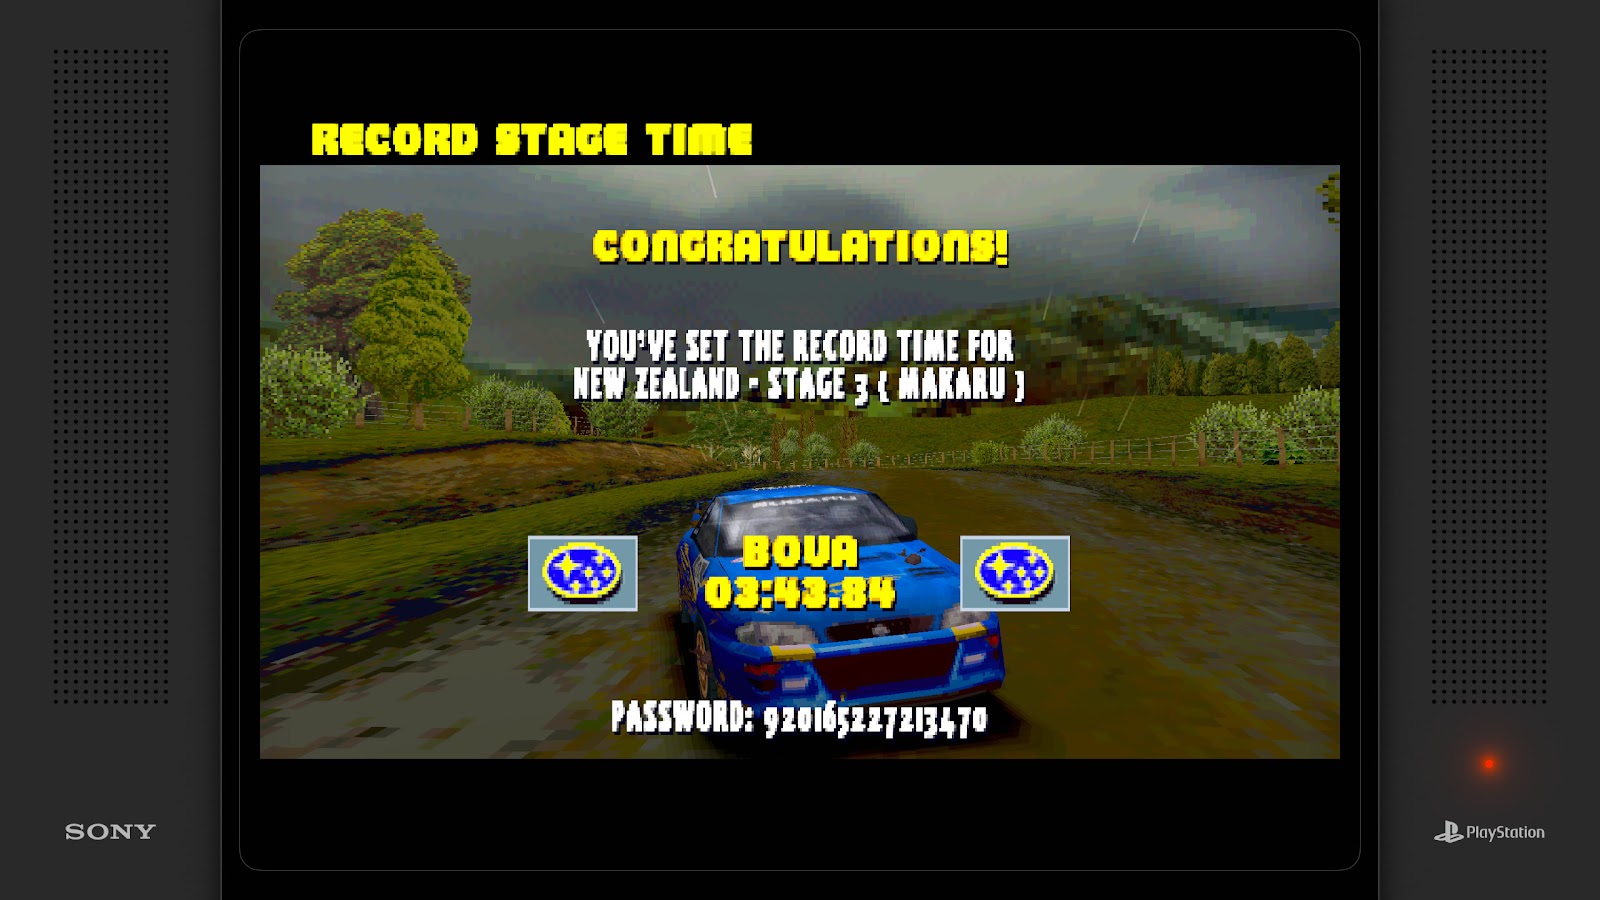 RECORD STAGE TIME
CONGRATULATIONS!
YOU'VE SET THE RECORD TIME FOR
NEW ZEALAND - STAGE 3 ( MAKARU )
SUBARU
BOVA
03:43.84
PASSWORD: 920165227213470
SONY
PlayStation